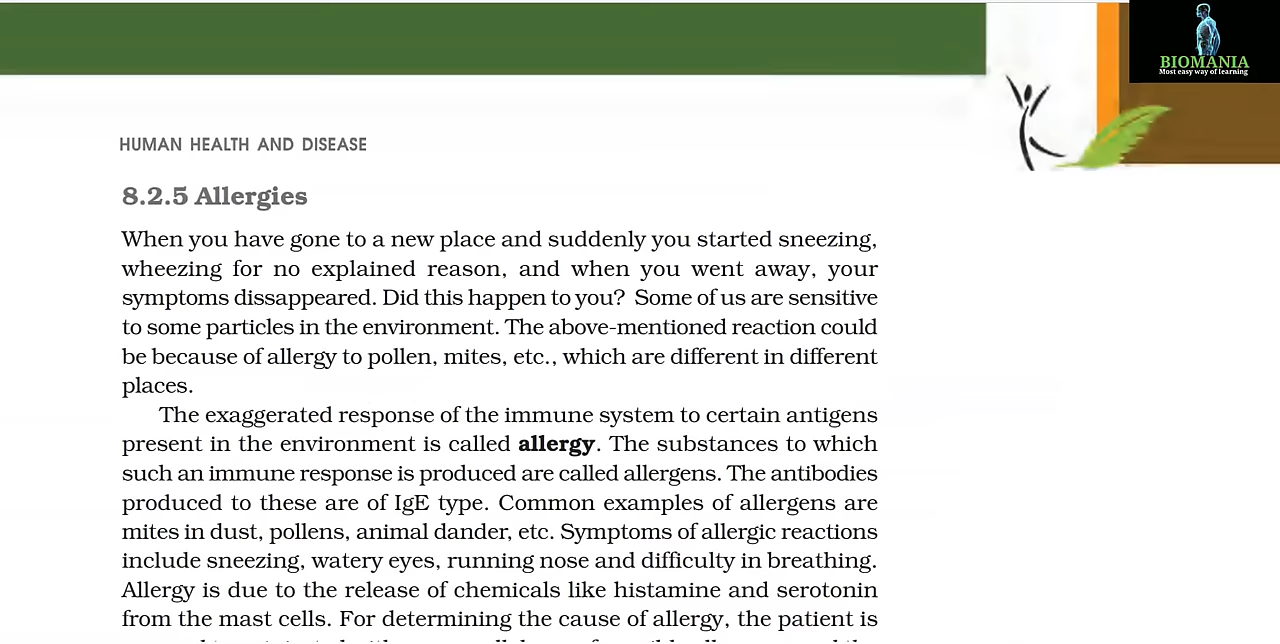 BIOMANIA
Most easy way of learning
HUMAN HEALTH AND DISEASE
8.2.5 Allergies
When you have gone to a new place and suddenly you started sneezing,
wheezing for no explained reason, and when you went away, your
symptoms dissappeared. Did this happen to you? Some of us are sensitive
to some particles in the environment. The above-mentioned reaction could
be because of allergy to pollen, mites, etc., which are different in different
places.
The exaggerated response of the immune system to certain antigens
present in the environment is called allergy. The substances to which
such an immune response is produced are called allergens. The antibodies
produced to these are of IgE type. Common examples of allergens are
mites in dust, pollens, animal dander, etc. Symptoms of allergic reactions
include sneezing, watery eyes, running nose and difficulty in breathing.
Allergy is due to the release of chemicals like histamine and serotonin
from the mast cells. For determining the cause of allergy, the patient is